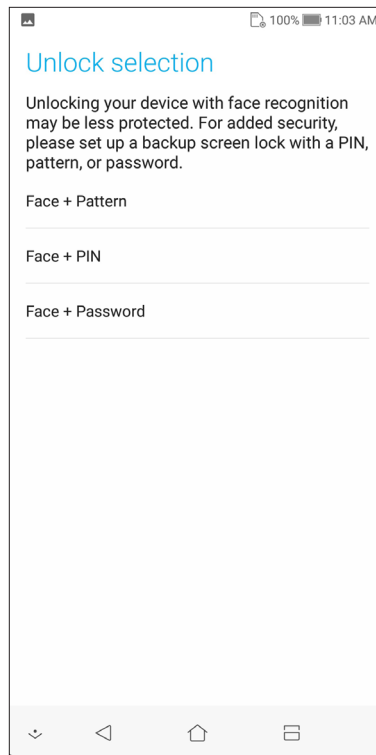 100% 11:03 AM
Unlock selection
Unlocking your device with face recognition
may be less protected. For added security,
please set up a backup screen lock with a PIN,
pattern, or password.
Face + Pattern
Face + PIN
Face + Password